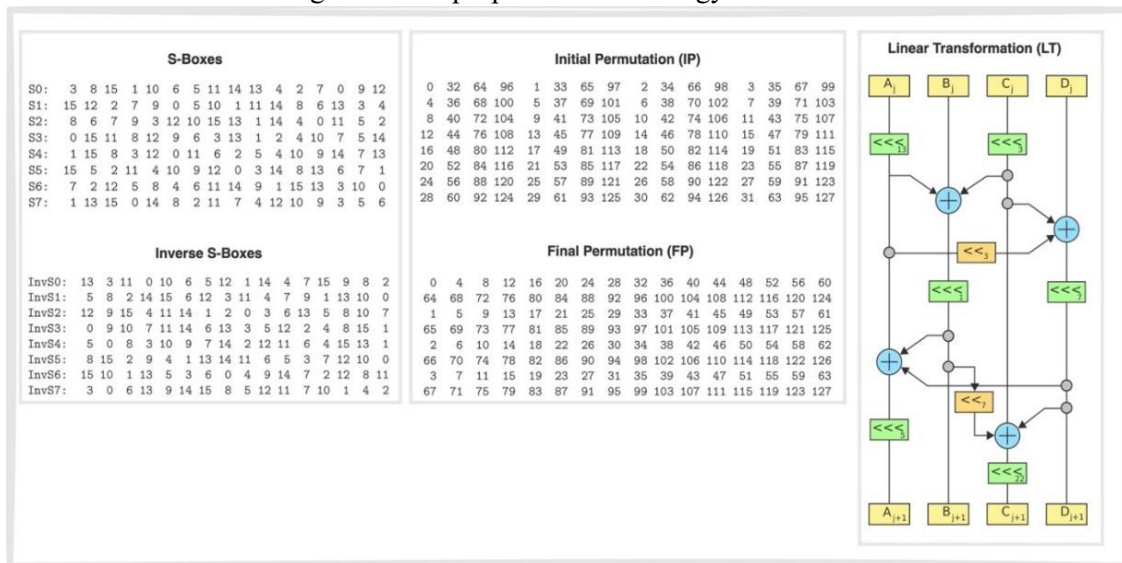 S-Boxes
S0: 3 8 15 1 10 6 5 11 14 13 4 2 7 0 9 12
S1: 15 12 2 7 9 0 5 10 1 11 14 8 6 13 3 4
S2: 8 6 7 9 3 12 10 15 13 1 14 4 0 11 5 2
S3: 0 15 11 8 12 9 6 3 13 1 2 4 10 7 5 14
S4: 1 15 8 3 12 0 11 6 2 5 4 10 9 14 7 13
S5: 15 5 2 11 4 10 9 12 0 3 14 8 13 6 7 1
S6: 7 2 12 5 8 4 6 11 14 9 1 15 13 3 10 0
S7: 1 13 15 0 14 8 2 11 7 4 12 10 9 3 5 6
Inverse S-Boxes
InvS0: 13 3 11 0 10 6 5 12 1 14 4 7 15 9 8 2
InvS1: 5 8 2 14 15 6 12 3 11 4 7 9 1 13 10 0
InvS2: 12 9 15 4 11 14 1 2 0 3 6 13 5 8 10 7
InvS3: 0 9 10 7 11 14 6 13 3 5 12 2 4 8 15 1
InvS4: 5 0 8 3 10 9 7 14 2 12 11 6 4 15 13 1
InvS5: 8 15 2 9 4 1 13 14 11 6 5 3 7 12 10 0
InvS6: 15 10 1 13 5 3 6 0 4 9 14 7 2 12 8 11
InvS7: 3 0 6 13 9 14 15 8 5 12 11 7 10 1 4 2
Initial Permutation (IP)
0 32 64 96 1 33 65 97 2 34 66 98 3 35 67 99
4 36 68 100 5 37 69 101 6 38 70 102 7 39 71 103
8 40 72 104 9 41 73 105 10 42 74 106 11 43 75 107
12 44 76 108 13 45 77 109 14 46 78 110 15 47 79 111
16 48 80 112 17 49 81 113 18 50 82 114 19 51 83 115
20 52 84 116 21 53 85 117 22 54 86 118 23 55 87 119
24 56 88 120 25 57 89 121 26 58 90 122 27 59 91 123
28 60 92 124 29 61 93 125 30 62 94 126 31 63 95 127
Final Permutation (FP)
0 4 8 12 16 20 24 28 32 36 40 44 48 52 56 60
64 68 72 76 80 84 88 92 96 100 104 108 112 116 120 124
1 5 9 13 17 21 25 29 33 37 41 45 49 53 57 61
65 69 73 77 81 85 89 93 97 101 105 109 113 117 121 125
2 6 10 14 18 22 26 30 34 38 42 46 50 54 58 62
66 70 74 78 82 86 90 94 98 102 106 110 114 118 122 126
3 7 11 15 19 23 27 31 35 39 43 47 51 55 59 63
67 71 75 79 83 87 91 95 99 103 107 111 115 119 123 127
Linear Transformation (LT)
Aj Bj Cj Dj
<<<13 <<<3
<<3
<<<1 <<<7
<<7
<<<5
<<<22
Aj+1 Bj+1 Cj+1 Dj+1